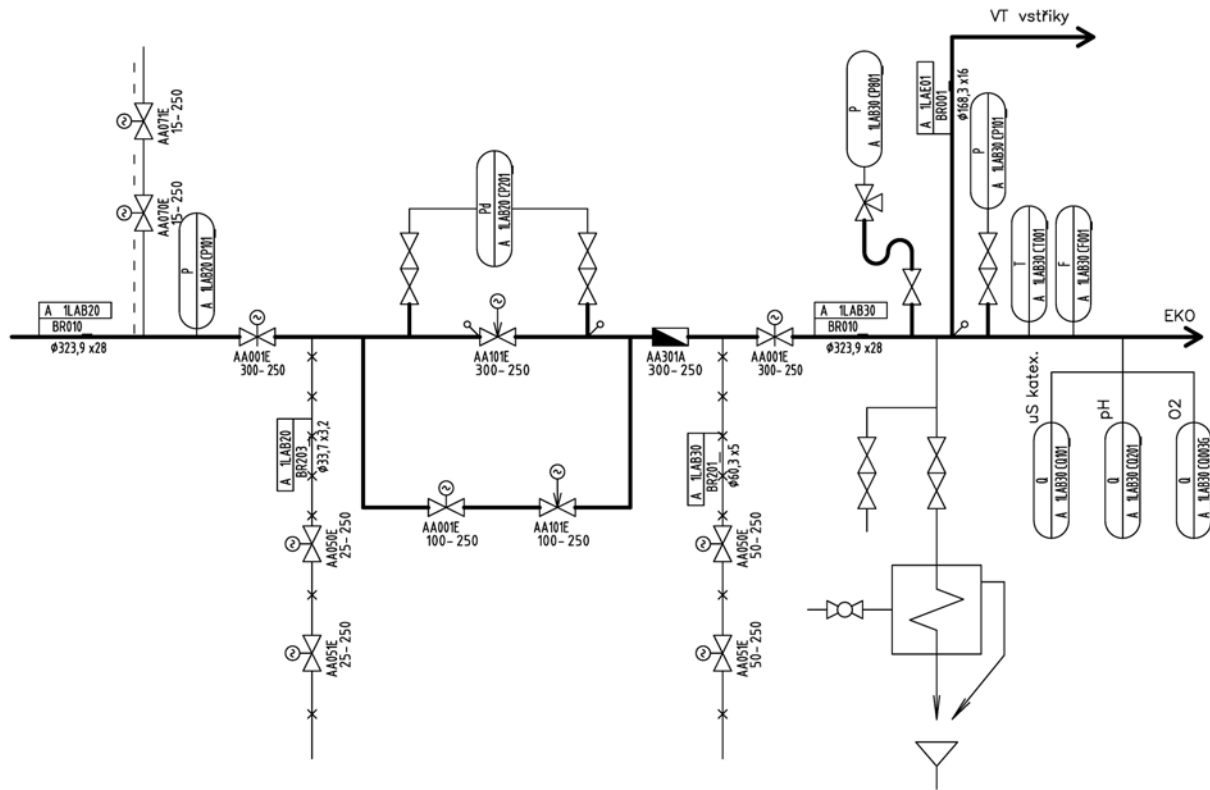 VT vstřiky
A 1LAE01
BR001
Ø168,3 x16
P
A 1LAB30 CP801
P
A 1LAB30 CP101
AA071E
15-250
AA070E
15-250
P
A 1LAB20 CP101
Pd
A 1LAB20 CP201
T
A 1LAB30 CT001
F
A 1LAB30 CF001
A 1LAB20
BR010
Ø323,9 x28
AA001E
300-250
AA101E
300-250
AA301A
300-250
AA001E
300-250
A 1LAB30
BR010
Ø323,9 x28
EKO
A 1LAB20
BR203
Ø33,7 x3,2
A 1LAB30
BR201
Ø60,3 x5
uS katex.
pH
O2
Q
A 1LAB30 CQ101
Q
A 1LAB30 CQ201
Q
A 1LAB30 CQ003G
AA001E
100-250
AA101E
100-250
AA050E
25-250
AA050E
50-250
AA051E
25-250
AA051E
50-250